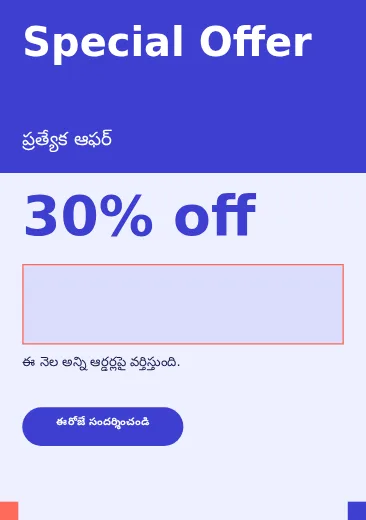 Special Offer
ప్రత్యేక ఆఫర్
30% off
ఈ నెల అన్ని ఆర్డర్లపై వర్తిస్తుంది.
ఈరోజే సందర్శించండి